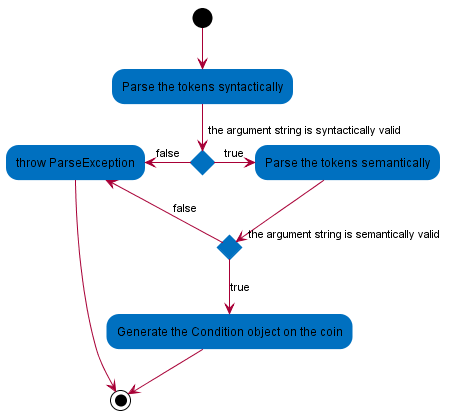 Parse the tokens syntactically
the argument string is syntactically valid
false
true
throw ParseException
Parse the tokens semantically
false
the argument string is semantically valid
true
Generate the Condition object on the coin